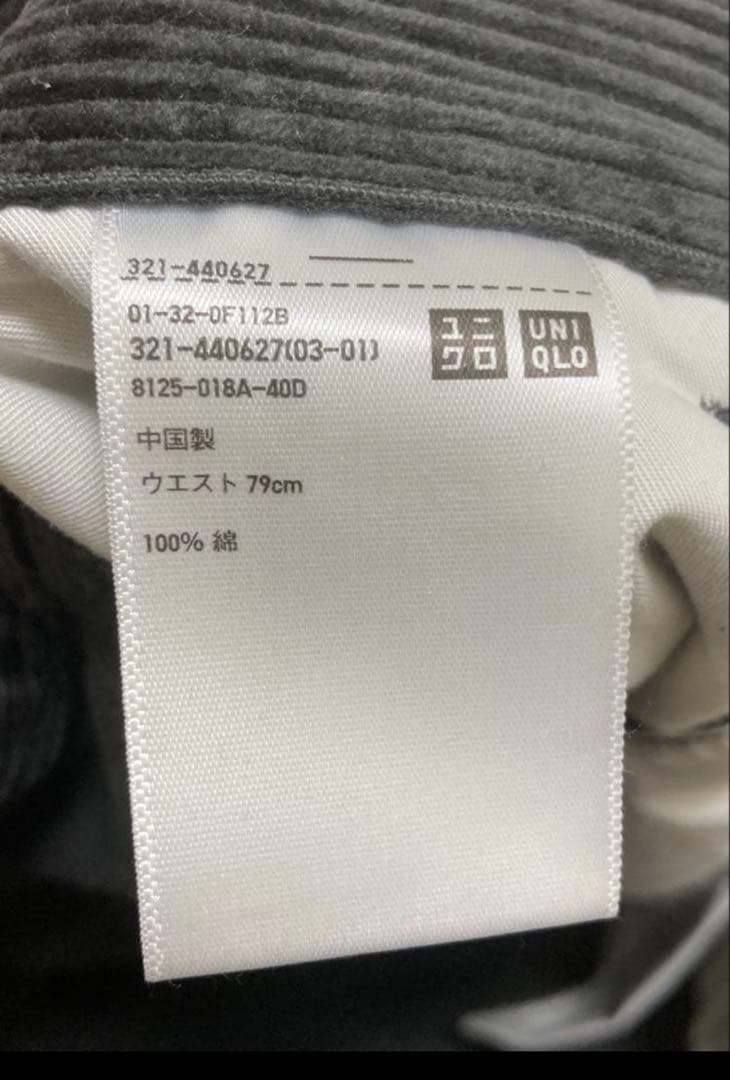 321-440627
01-32-0F112B
321-440627(03-01)
8125-018A-40D
ユニ
クロ
UNI
QLO
中国製
ウエスト 79cm
100% 綿